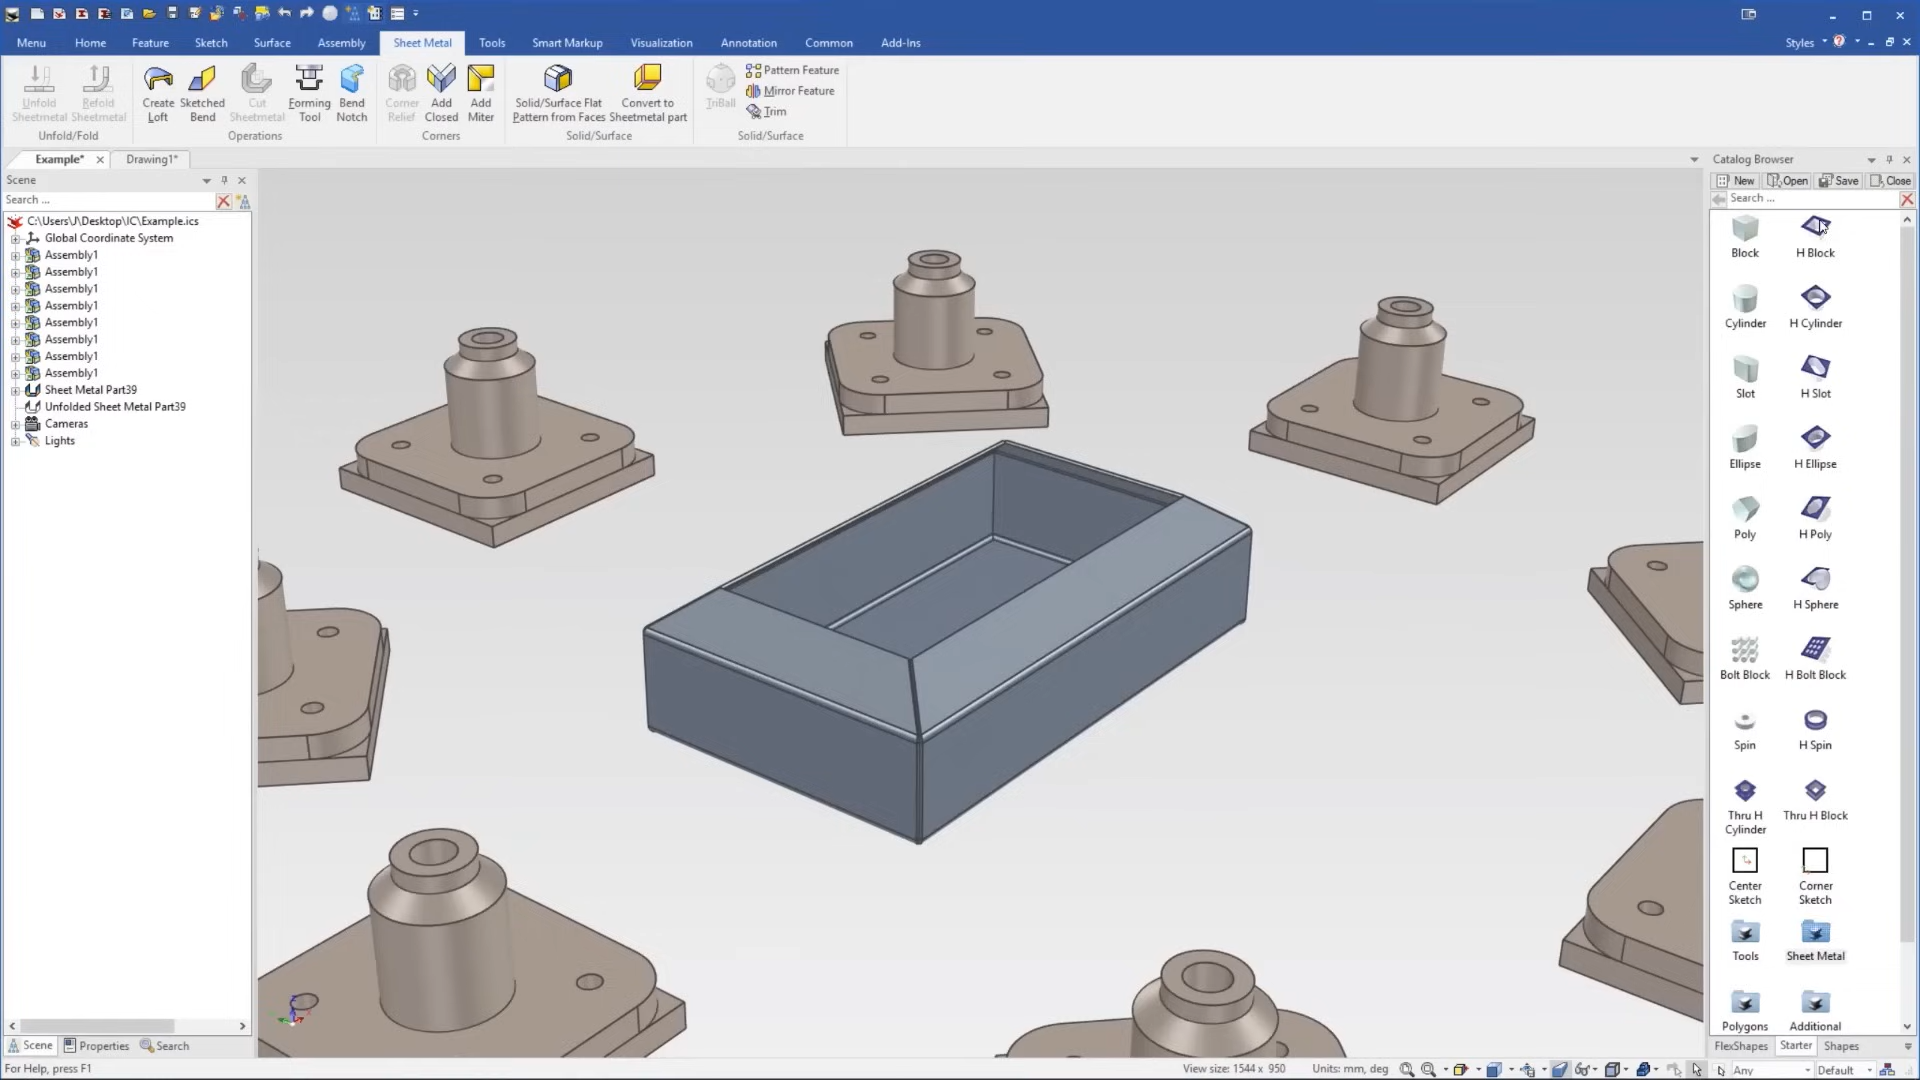 Menu Home Feature Sketch Surface Assembly Sheet Metal Tools Smart Markup Visualization Annotation Common Add-Ins Styles
Unfold Sheetmetal
Refold Sheetmetal
Unfold/Fold
Create Loft
Sketched Bend
Cut Sheetmetal
Forming Tool
Bend Notch
Operations
Corner Relief
Add Closed
Add Miter
Corners
Solid/Surface Flat Pattern from Faces
Convert to Sheetmetal part
Solid/Surface
TriBall
Pattern Feature
Mirror Feature
Trim
Solid/Surface
Example* Drawing1*
Scene
Search ...
C:\Users\J\Desktop\IC\Example.ics
Global Coordinate System
Assembly1
Assembly1
Assembly1
Assembly1
Assembly1
Assembly1
Assembly1
Assembly1
Sheet Metal Part39
Unfolded Sheet Metal Part39
Cameras
Lights
Scene Properties Search
Catalog Browser
New Open Save Close
Search ...
Block H Block
Cylinder H Cylinder
Slot H Slot
Ellipse H Ellipse
Poly H Poly
Sphere H Sphere
Bolt Block H Bolt Block
Spin H Spin
Thru H Cylinder
Thru H Block
Center Sketch
Corner Sketch
Tools Sheet Metal
Polygons Additional
FlexShapes Starter Shapes
For Help, press F1
View size: 1544 x 950 Units: mm, deg Any Default